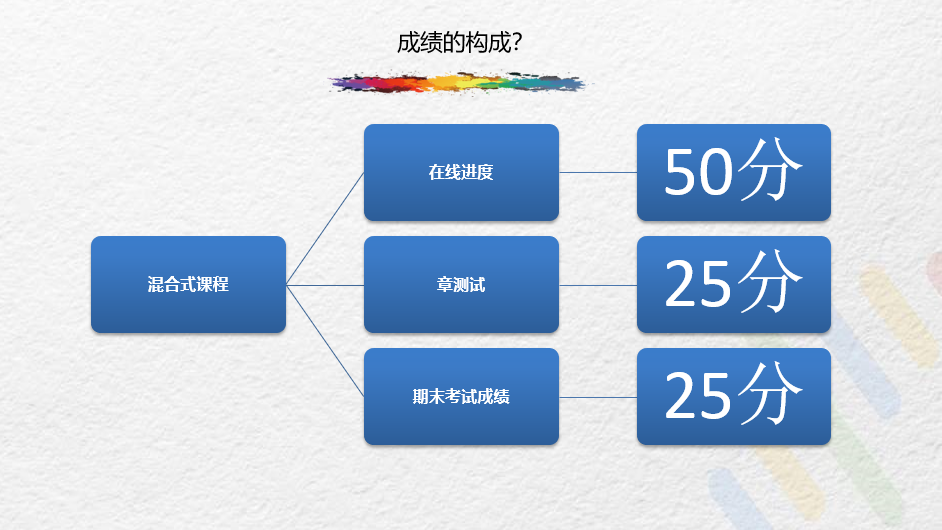 成绩的构成?
混合式课程
在线进度
50分
章测试
25分
期末考试成绩
25分